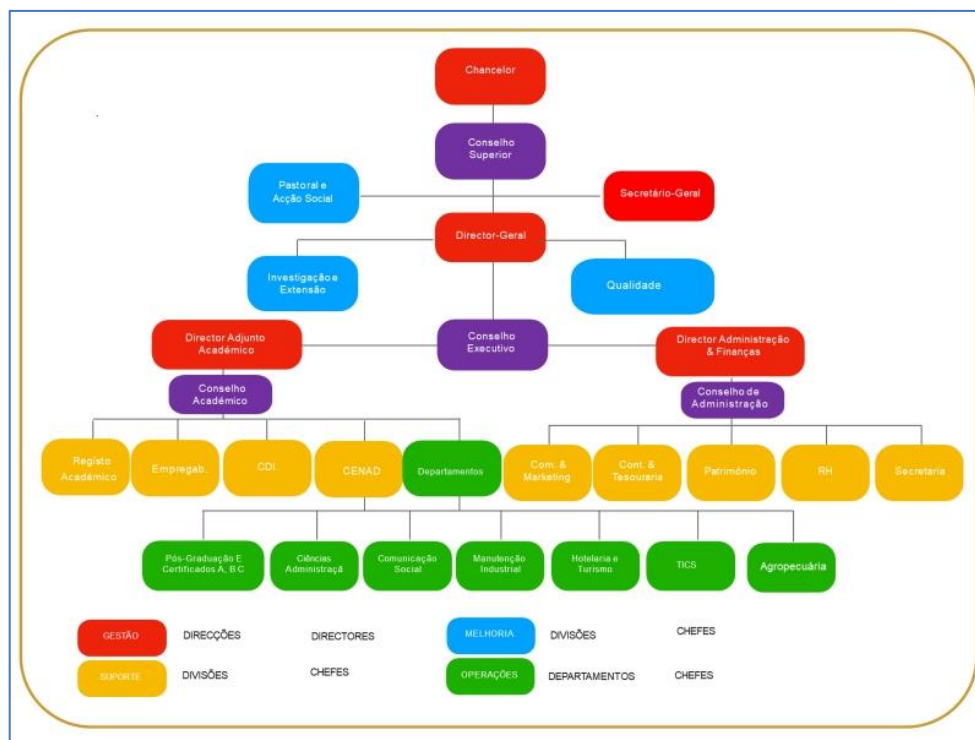 Chancelor
Conselho
Superior
Pastoral e
Acção Social
Secretário-Geral
Director-Geral
Investigação e
Extensão
Qualidade
Director Adjunto
Académico
Conselho
Executivo
Director Administração
& Finanças
Conselho
Académico
Conselho de
Administração
Registo
Académico
Empregab.
CDI.
CENAD
Departamentos
Com. &
Marketing
Cont. &
Tesouraria
Património
RH
Secretaria
Pós-Graduação E
Certificados A, B C
Ciências
Administraçã
Comunicação
Social
Manutenção
Industrial
Hotelaria e
Turismo
TICS
Agropecuária
GESTÃO DIRECÇÕES DIRECTORES
MELHORIA DIVISÕES CHEFES
SUPORTE DIVISÕES CHEFES
OPERAÇÕES DEPARTAMENTOS CHEFES